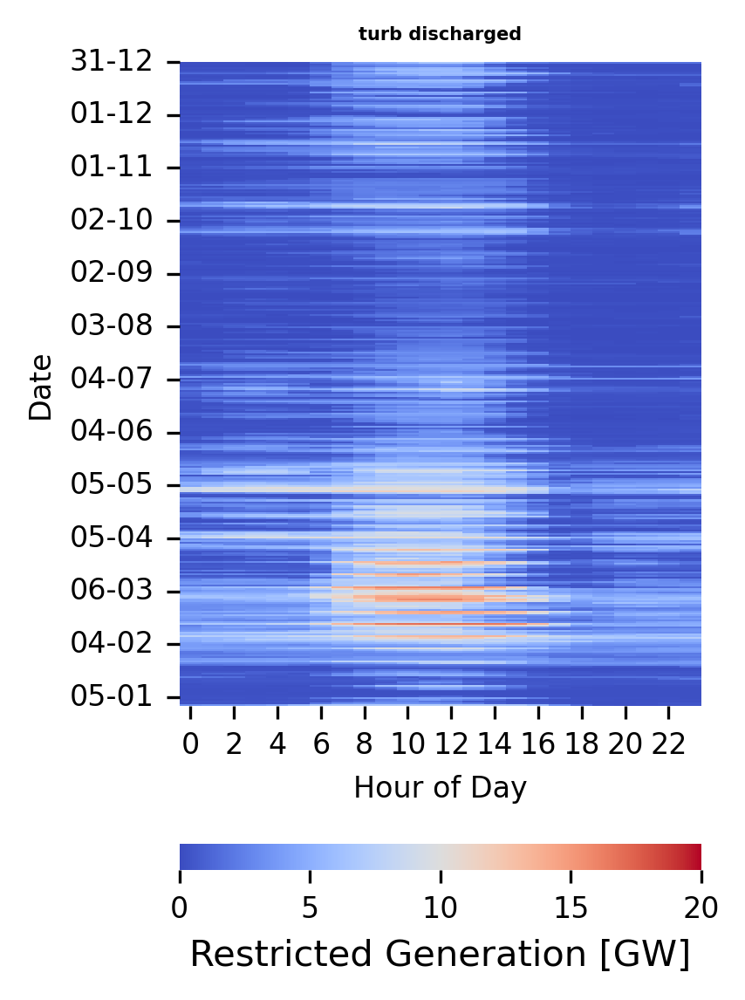 turb discharged
31-12
01-12
01-11
02-10
02-09
03-08
04-07
04-06
05-05
05-04
06-03
04-02
05-01
Date
0 2 4 6 8 10 12 14 16 18 20 22
Hour of Day
0 5 10 15 20
Restricted Generation [GW]